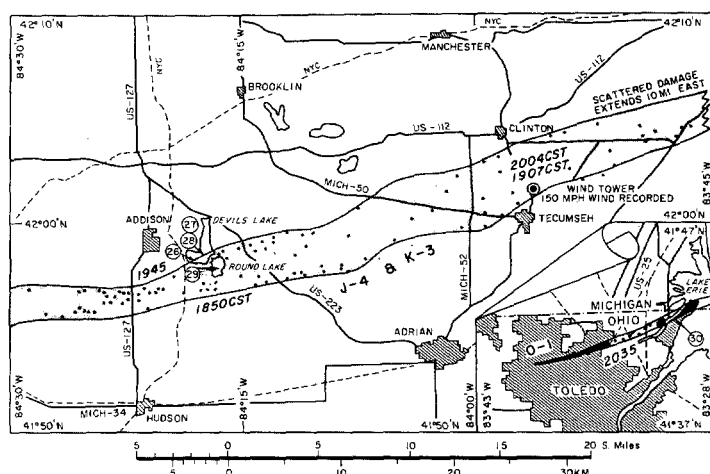 42°10'N
84°30'W
NYC
84°15'W
NYC
MANCHESTER
42°10'N
US-127
NYC
BROOKLIN
US-112
SCATTERED DAMAGE
EXTENDS 10 MI EAST
US-112
CLINTON
MICH-50
2004CST
1907CST.
83°45'W
WIND TOWER
150 MPH WIND RECORDED
42°00'N
ADDISON
27
DEVILS LAKE
28
26
TECUMSEH
42°00'N
41°47'N
1945
29
ROUND LAKE
J-4 & K-3
MICH-52
US-25
LAKE
ERIE
1850CST
US-223
MICHIGAN
OHIO
US-127
ADRIAN
O-1
2035
30
TOLEDO
84°30'W
MICH-34
HUDSON
84°15'W
84°00'W
83°43'W
83°28'W
41°50'N
41°50'N
41°37'N
5 0 5 10 15 20 S. Miles
5 0 10 20 30KM